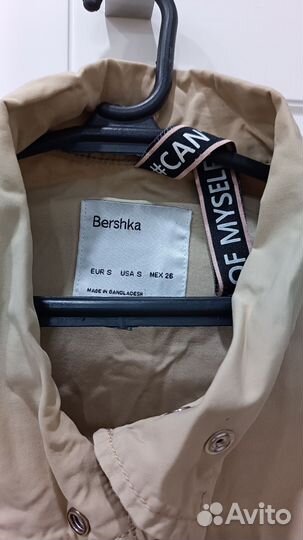 #CAN
OF MYSELF
Bershka
EUR S USA S MEX 26
MADE IN BANGLADESH
Avito